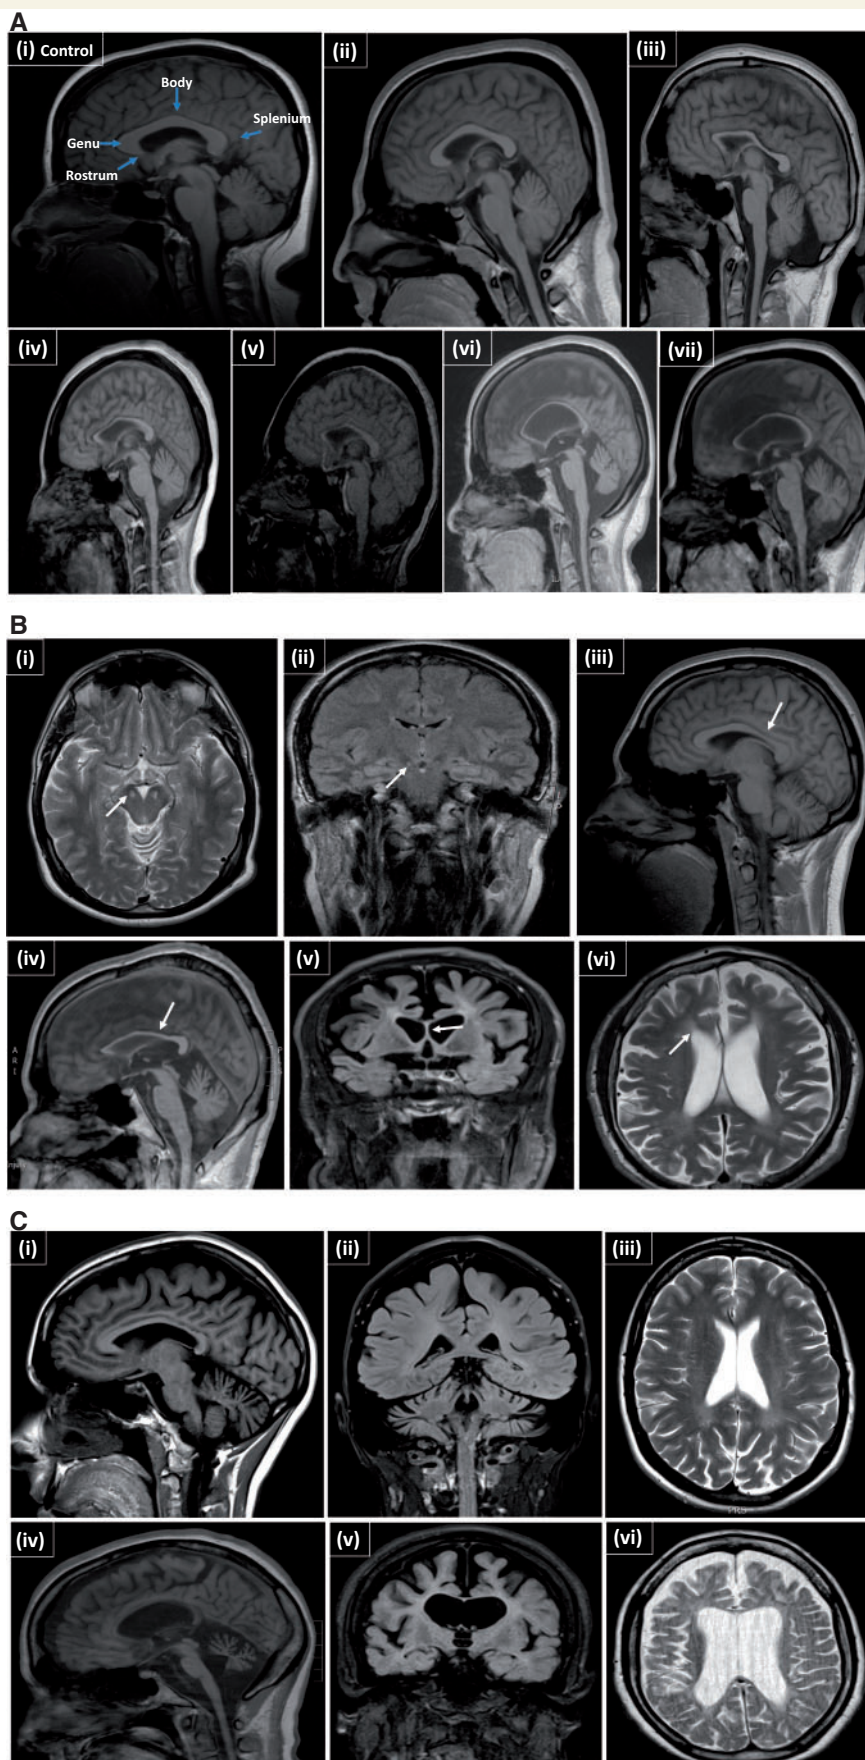 A
(i) Control
Body
Splenium
Genu
Rostrum
(ii)
(iii)
(iv)
(v)
(vi)
(vii)
B
(i)
(ii)
(iii)
(iv)
A
R
I
(v)
(vi)
C
(i)
(ii)
(iii)
(iv)
(v)
(vi)